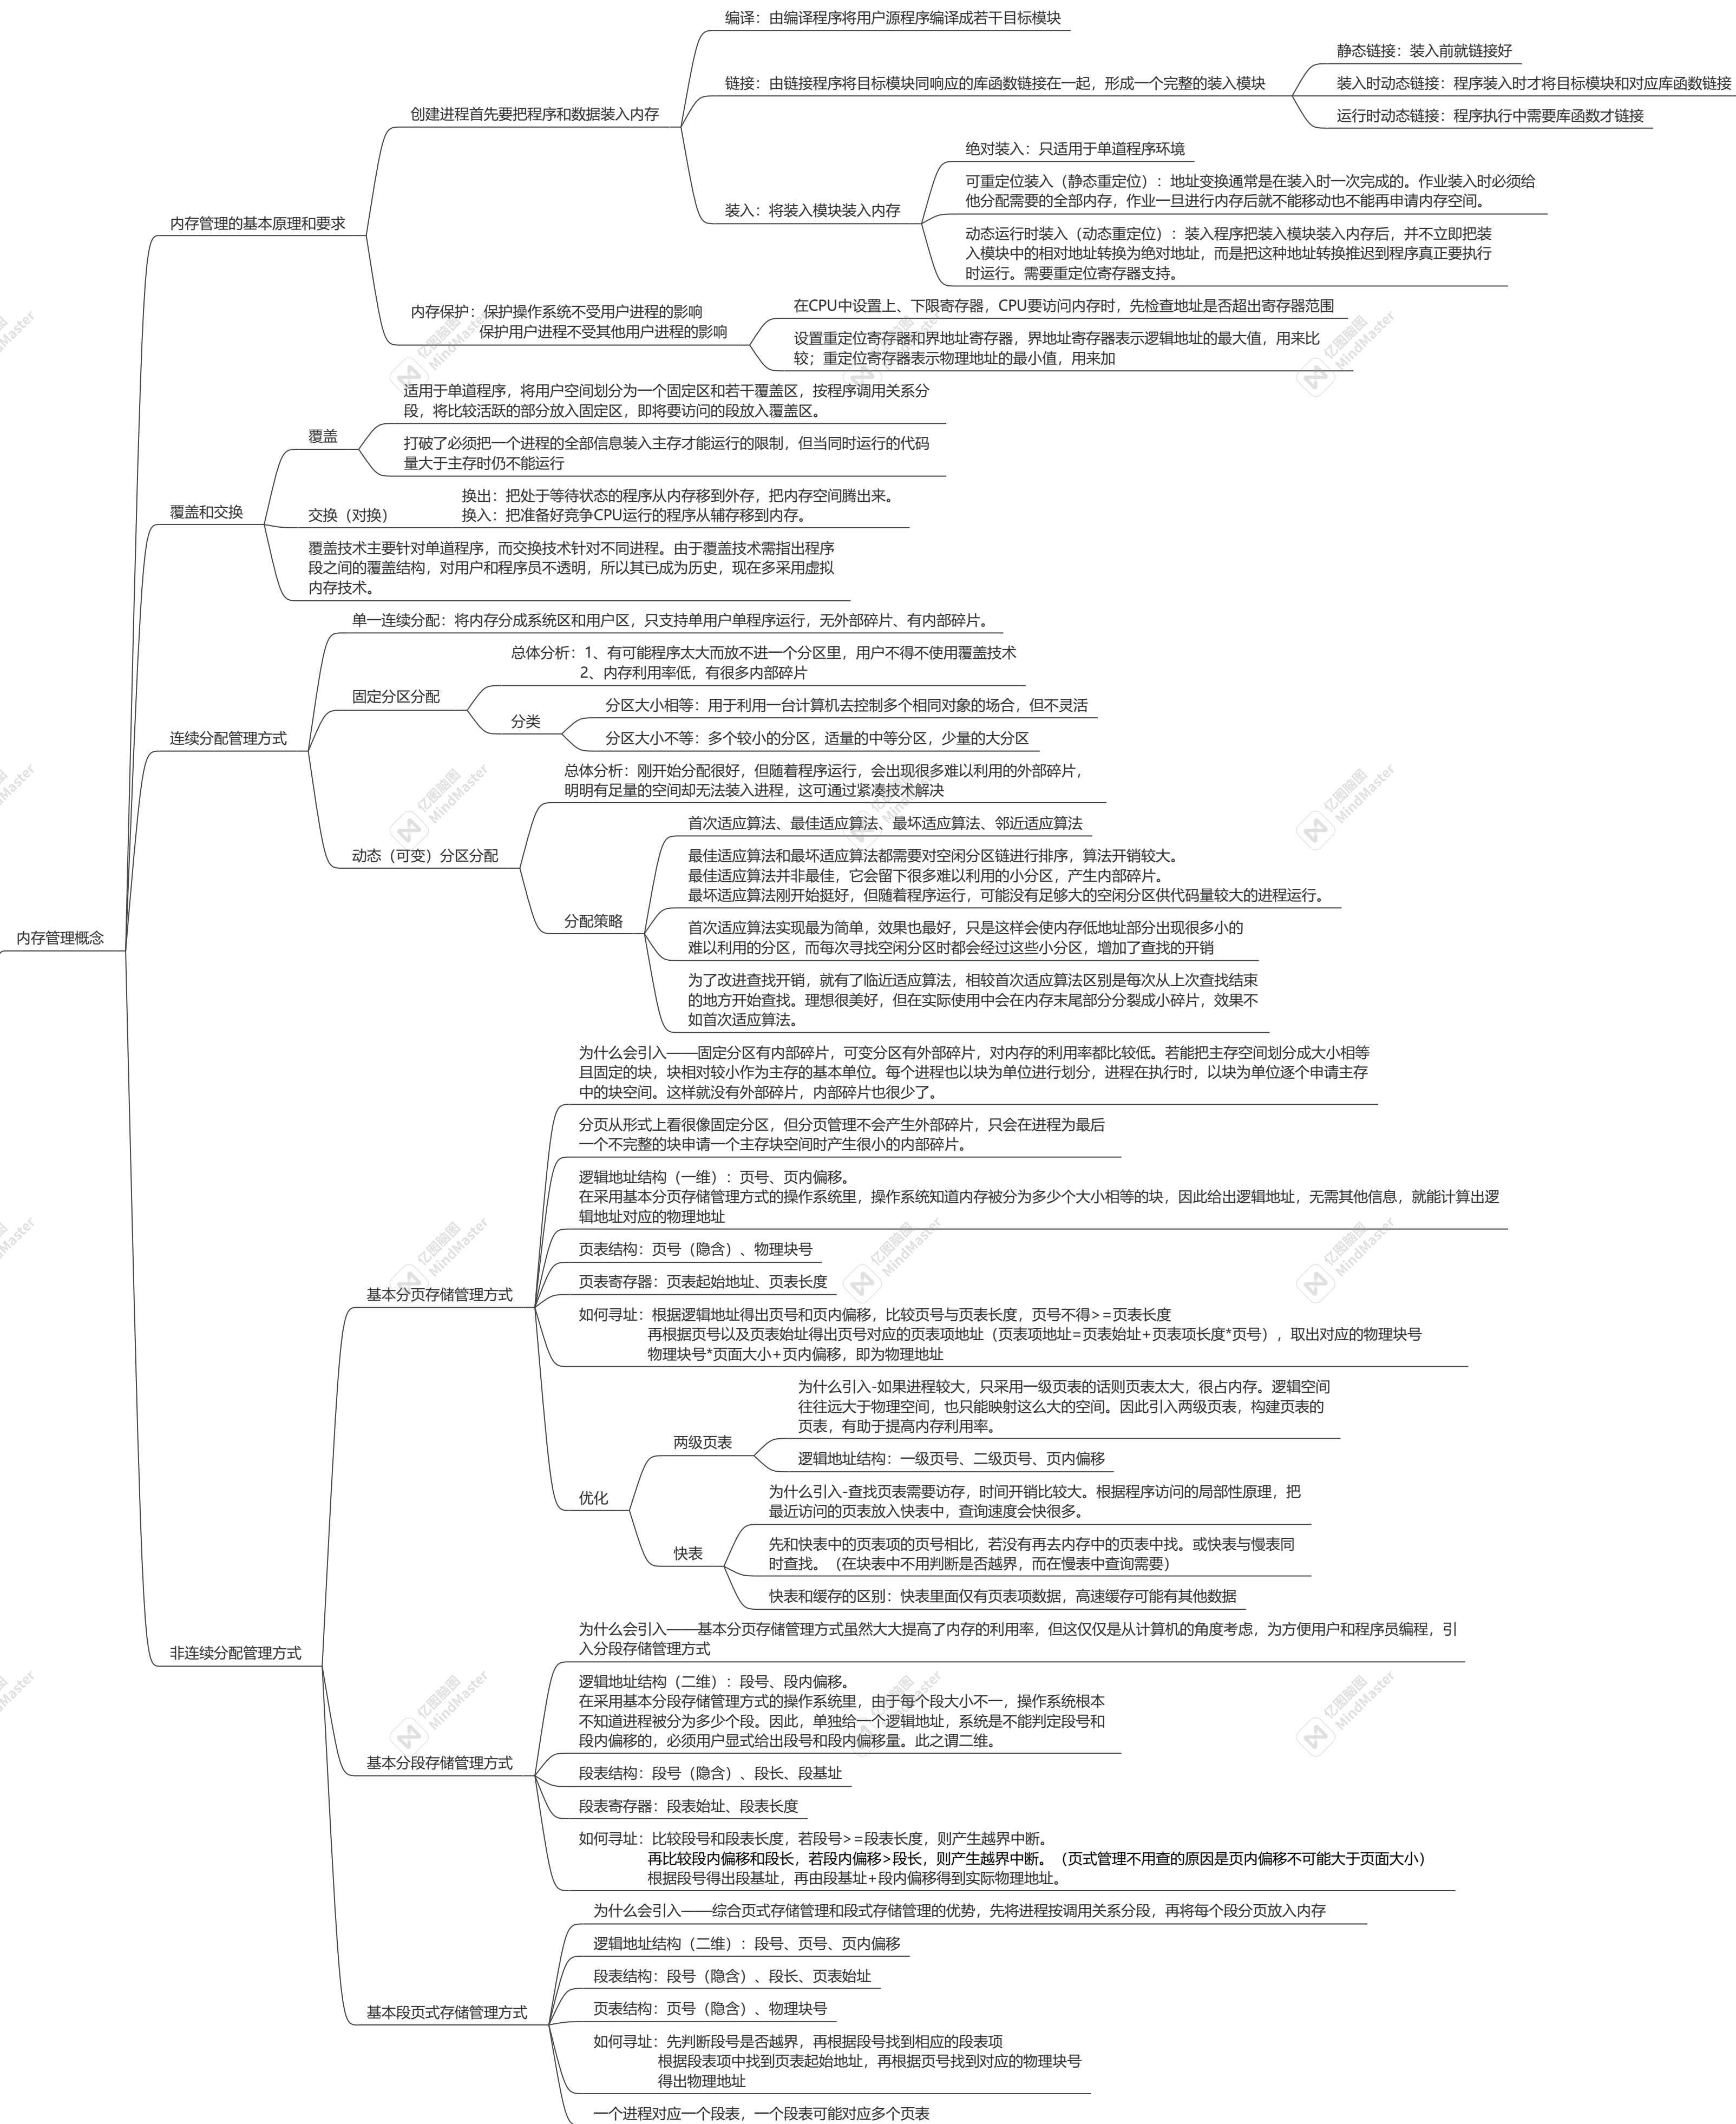 编译：由编译程序将用户源程序编译成若干目标模块
静态链接：装入前就链接好
链接：由链接程序将目标模块同响应的库函数链接在一起，形成一个完整的装入模块
装入时动态链接：程序装入时才将目标模块和对应库函数链接
运行时动态链接：程序执行中需要库函数才链接
创建进程首先要把程序和数据装入内存
绝对装入：只适用于单道程序环境
可重定位装入（静态重定位）：地址变换通常是在装入时一次完成的。作业装入时必须给
他分配需要的全部内存，作业一旦进行内存后就不能移动也不能再申请内存空间。
装入：将装入模块装入内存
动态运行时装入（动态重定位）：装入程序把装入模块装入内存后，并不立即把装
入模块中的相对地址转换为绝对地址，而是把这种地址转换推迟到程序真正要执行
时运行。需要重定位寄存器支持。
内存管理的基本原理和要求
内存保护：保护操作系统不受用户进程的影响
保护用户进程不受其他用户进程的影响
在CPU中设置上、下限寄存器，CPU要访问内存时，先检查地址是否超出寄存器范围
设置重定位寄存器和界地址寄存器，界地址寄存器表示逻辑地址的最大值，用来比
较；重定位寄存器表示物理地址的最小值，用来加
适用于单道程序，将用户空间划分为一个固定区和若干覆盖区，按程序调用关系分
段，将比较活跃的部分放入固定区，即将要访问的段放入覆盖区。
覆盖
打破了必须把一个进程的全部信息装入主存才能运行的限制，但当同时运行的代码
量大于主存时仍不能运行
覆盖和交换
交换（对换）
换出：把处于等待状态的程序从内存移到外存，把内存空间腾出来。
换入：把准备好竞争CPU运行的程序从辅存移到内存。
覆盖技术主要针对单道程序，而交换技术针对不同进程。由于覆盖技术需指出程序
段之间的覆盖结构，对用户和程序员不透明，所以其已成为历史，现在多采用虚拟
内存技术。
单一连续分配：将内存分成系统区和用户区，只支持单用户单程序运行，无外部碎片、有内部碎片。
总体分析：1、有可能程序太大而放不进一个分区里，用户不得不使用覆盖技术
2、内存利用率低，有很多内部碎片
固定分区分配
分类
分区大小相等：用于利用一台计算机去控制多个相同对象的场合，但不灵活
分区大小不等：多个较小的分区，适量的中等分区，少量的大分区
连续分配管理方式
总体分析：刚开始分配很好，但随着程序运行，会出现很多难以利用的外部碎片，
明明有足量的空间却无法装入进程，这可通过紧凑技术解决
动态（可变）分区分配
首次适应算法、最佳适应算法、最坏适应算法、邻近适应算法
最佳适应算法和最坏适应算法都需要对空闲分区链进行排序，算法开销较大。
最佳适应算法并非最佳，它会留下很多难以利用的小分区，产生内部碎片。
最坏适应算法刚开始挺好，但随着程序运行，可能没有足够大的空闲分区供代码量较大的进程运行。
分配策略
首次适应算法实现最为简单，效果也最好，只是这样会使内存低地址部分出现很多小的
难以利用的分区，而每次寻找空闲分区时都会经过这些小分区，增加了查找的开销
为了改进查找开销，就有了临近适应算法，相较首次适应算法区别是每次从上次查找结束
的地方开始查找。理想很美好，但在实际使用中会在内存末尾部分分裂成小碎片，效果不
如首次适应算法。
内存管理概念
为什么会引入——固定分区有内部碎片，可变分区有外部碎片，对内存的利用率都比较低。若能把主存空间划分成大小相等
且固定的块，块相对较小作为主存的基本单位。每个进程也以块为单位进行划分，进程在执行时，以块为单位逐个申请主存
中的块空间。这样就没有外部碎片，内部碎片也很少了。
分页从形式上看很像固定分区，但分页管理不会产生外部碎片，只会在进程为最后
一个不完整的块申请一个主存块空间时产生很小的内部碎片。
逻辑地址结构（一维）：页号、页内偏移。
在采用基本分页存储管理方式的操作系统里，操作系统知道内存被分为多少个大小相等的块，因此给出逻辑地址，无需其他信息，就能计算出逻
辑地址对应的物理地址
页表结构：页号（隐含）、物理块号
页表寄存器：页表起始地址、页表长度
基本分页存储管理方式
如何寻址：根据逻辑地址得出页号和页内偏移，比较页号与页表长度，页号不得>=页表长度
再根据页号以及页表始址得出页号对应的页表项地址（页表项地址=页表始址+页表项长度*页号），取出对应的物理块号
物理块号*页面大小+页内偏移，即为物理地址
为什么引入-如果进程较大，只采用一级页表的话则页表太大，很占内存。逻辑空间
往往远大于物理空间，也只能映射这么大的空间。因此引入两级页表，构建页表的
页表，有助于提高内存利用率。
两级页表
逻辑地址结构：一级页号、二级页号、页内偏移
优化
为什么引入-查找页表需要访存，时间开销比较大。根据程序访问的局部性原理，把
最近访问的页表放入快表中，查询速度会快很多。
快表
先和快表中的页表项的页号相比，若没有再去内存中的页表中找。或快表与慢表同
时查找。（在块表中不用判断是否越界，而在慢表中查询需要）
快表和缓存的区别：快表里面仅有页表项数据，高速缓存可能有其他数据
非连续分配管理方式
为什么会引入——基本分页存储管理方式虽然大大提高了内存的利用率，但这仅仅是从计算机的角度考虑，为方便用户和程序员编程，引
入分段存储管理方式
逻辑地址结构（二维）：段号、段内偏移。
在采用基本分段存储管理方式的操作系统里，由于每个段大小不一，操作系统根本
不知道进程被分为多少个段。因此，单独给一个逻辑地址，系统是不能判定段号和
段内偏移的，必须用户显式给出段号和段内偏移量。此之谓二维。
基本分段存储管理方式
段表结构：段号（隐含）、段长、段基址
段表寄存器：段表始址、段表长度
如何寻址：比较段号和段表长度，若段号>=段表长度，则产生越界中断。
再比较段内偏移和段长，若段内偏移>段长，则产生越界中断。（页式管理不用查的原因是页内偏移不可能大于页面大小）
根据段号得出段基址，再由段基址+段内偏移得到实际物理地址。
为什么会引入——综合页式存储管理和段式存储管理的优势，先将进程按调用关系分段，再将每个段分页放入内存
逻辑地址结构（二维）：段号、页号、页内偏移
段表结构：段号（隐含）、段长、页表始址
页表结构：页号（隐含）、物理块号
基本段页式存储管理方式
如何寻址：先判断段号是否越界，再根据段号找到相应的段表项
根据段表项中找到页表起始地址，再根据页号找到对应的物理块号
得出物理地址
一个进程对应一个段表，一个段表可能对应多个页表
亿图脑图
MindMaster